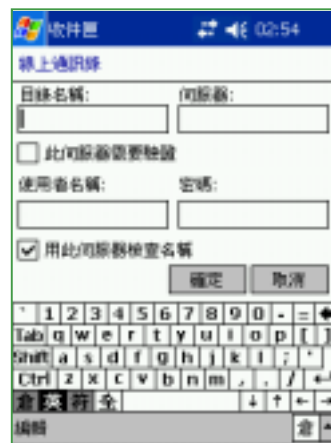 收件匣 02:54
線上通訊錄
目錄名稱: 伺服器:
此伺服器需要驗證
使用者名稱: 密碼:
用此伺服器檢查名稱
確定 取消
` 1 2 3 4 5 6 7 8 9 0 - =
Tab q w e r t y u i o p [ ]
Shift a s d f g h j k l ; '
Ctrl z x c v b n m , . /
倉 英 符 全 ↓ ↑ ← →
編輯 倉